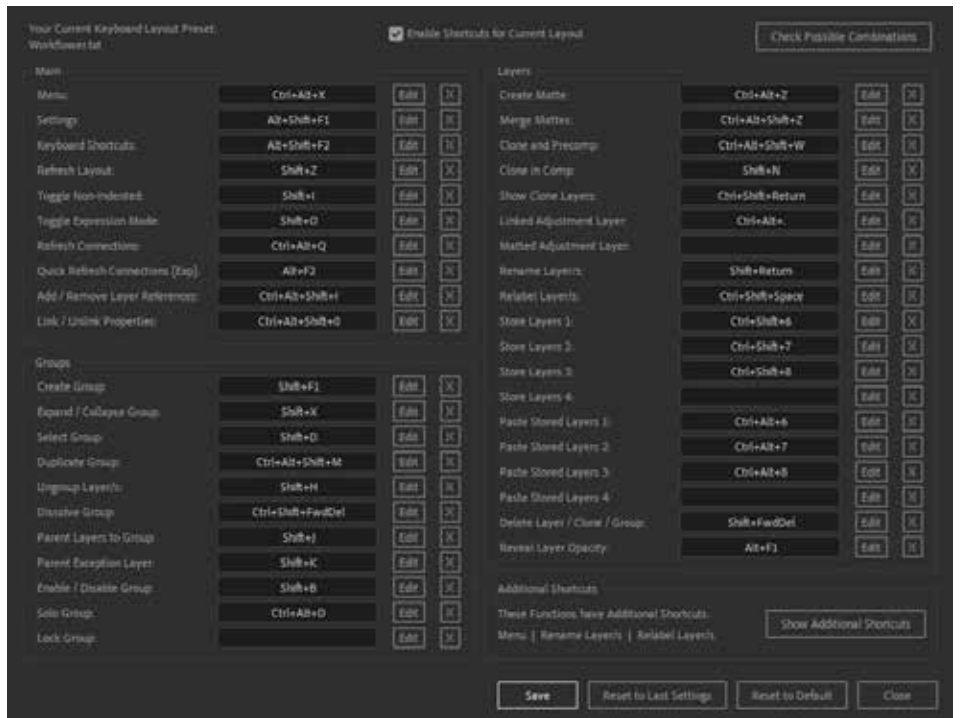 Your Current Keyboard Layout Preset:
Workflower.txt
Enable Shortcuts for Current Layout
Check Possible Combinations
Main
Menu: Ctrl+Alt+X Edit X
Settings: Alt+Shift+F1 Edit X
Keyboard Shortcuts: Alt+Shift+F2 Edit X
Refresh Layout: Shift+Z Edit X
Toggle Non-Indented: Shift+I Edit X
Toggle Expression Mode: Shift+O Edit X
Refresh Connections: Ctrl+Alt+Q Edit X
Quick Refresh Connections [Exp]: Alt+F2 Edit X
Add / Remove Layer References: Ctrl+Alt+Shift+I Edit X
Link / Unlink Properties: Ctrl+Alt+Shift+0 Edit X
Groups
Create Group: Shift+F1 Edit X
Expand / Collapse Group: Shift+X Edit X
Select Group: Shift+D Edit X
Duplicate Group: Ctrl+Alt+Shift+M Edit X
Ungroup Layer/s: Shift+H Edit X
Dissolve Group: Ctrl+Shift+FwdDel Edit X
Parent Layers to Group: Shift+J Edit X
Parent Exception Layer: Shift+K Edit X
Enable / Disable Group: Shift+B Edit X
Solo Group: Ctrl+Alt+D Edit X
Lock Group: Edit X
Layers
Create Matte: Ctrl+Alt+Z Edit X
Merge Mattes: Ctrl+Alt+Shift+Z Edit X
Clone and Precomp: Ctrl+Alt+Shift+W Edit X
Clone in Comp: Shift+N Edit X
Show Clone Layers: Ctrl+Shift+Return Edit X
Linked Adjustment Layer: Ctrl+Alt+. Edit X
Matted Adjustment Layer: Edit X
Rename Layer/s: Shift+Return Edit X
Relabel Layer/s: Ctrl+Shift+Space Edit X
Store Layers 1: Ctrl+Shift+6 Edit X
Store Layers 2: Ctrl+Shift+7 Edit X
Store Layers 3: Ctrl+Shift+8 Edit X
Store Layers 4: Edit X
Paste Stored Layers 1: Ctrl+Alt+6 Edit X
Paste Stored Layers 2: Ctrl+Alt+7 Edit X
Paste Stored Layers 3: Ctrl+Alt+8 Edit X
Paste Stored Layers 4: Edit X
Delete Layer / Clone / Group: Shift+FwdDel Edit X
Reveal Layer Opacity: Alt+F1 Edit X
Additional Shortcuts
These Functions have Additional Shortcuts.
Menu | Rename Layer/s | Relabel Layer/s
Show Additional Shortcuts
Save Reset to Last Settings Reset to Default Close